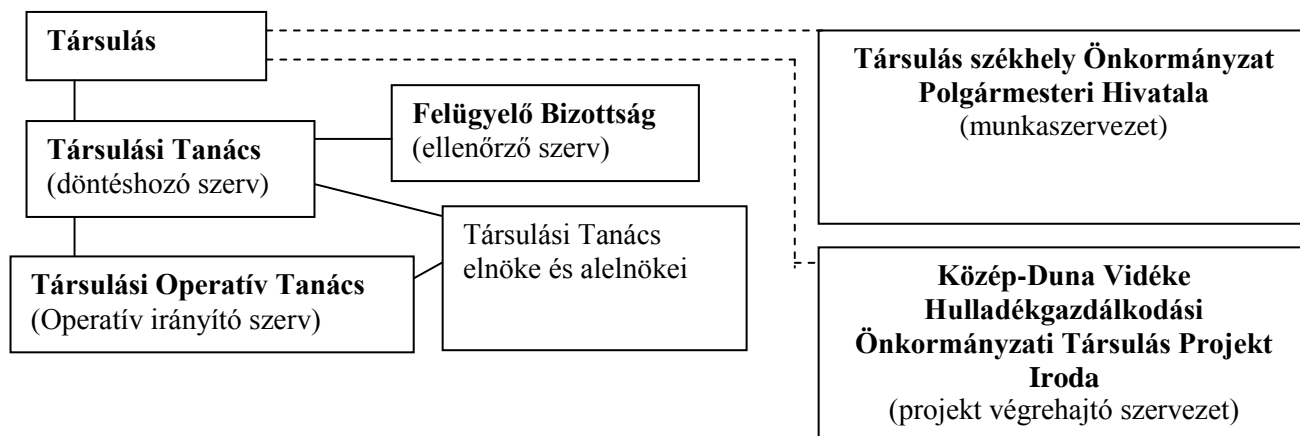 Társulás
Társulás székhely Önkormányzat
Polgármesteri Hivatala
(munkaszervezet)
Felügyelő Bizottság
(ellenőrző szerv)
Társulási Tanács
(döntéshozó szerv)
Társulási Tanács
elnöke és alelnökei
Társulási Operatív Tanács
(Operatív irányító szerv)
Közép-Duna Vidéke
Hulladékgazdálkodási
Önkormányzati Társulás Projekt
Iroda
(projekt végrehajtó szervezet)